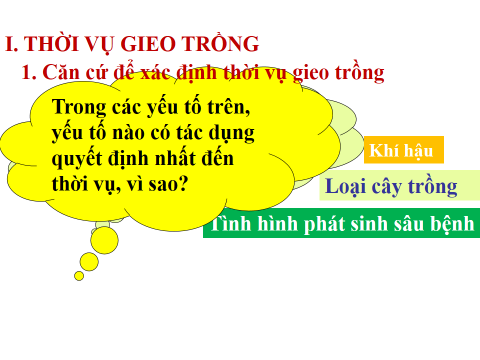 I. THỜI VỤ GIEO TRỒNG
1. Căn cứ để xác định thời vụ gieo trồng
Trong các yếu tố trên,
yếu tố nào có tác dụng
quyết định nhất đến
thời vụ, vì sao?
Khí hậu
Loại cây trồng
Tình hình phát sinh sâu bệnh